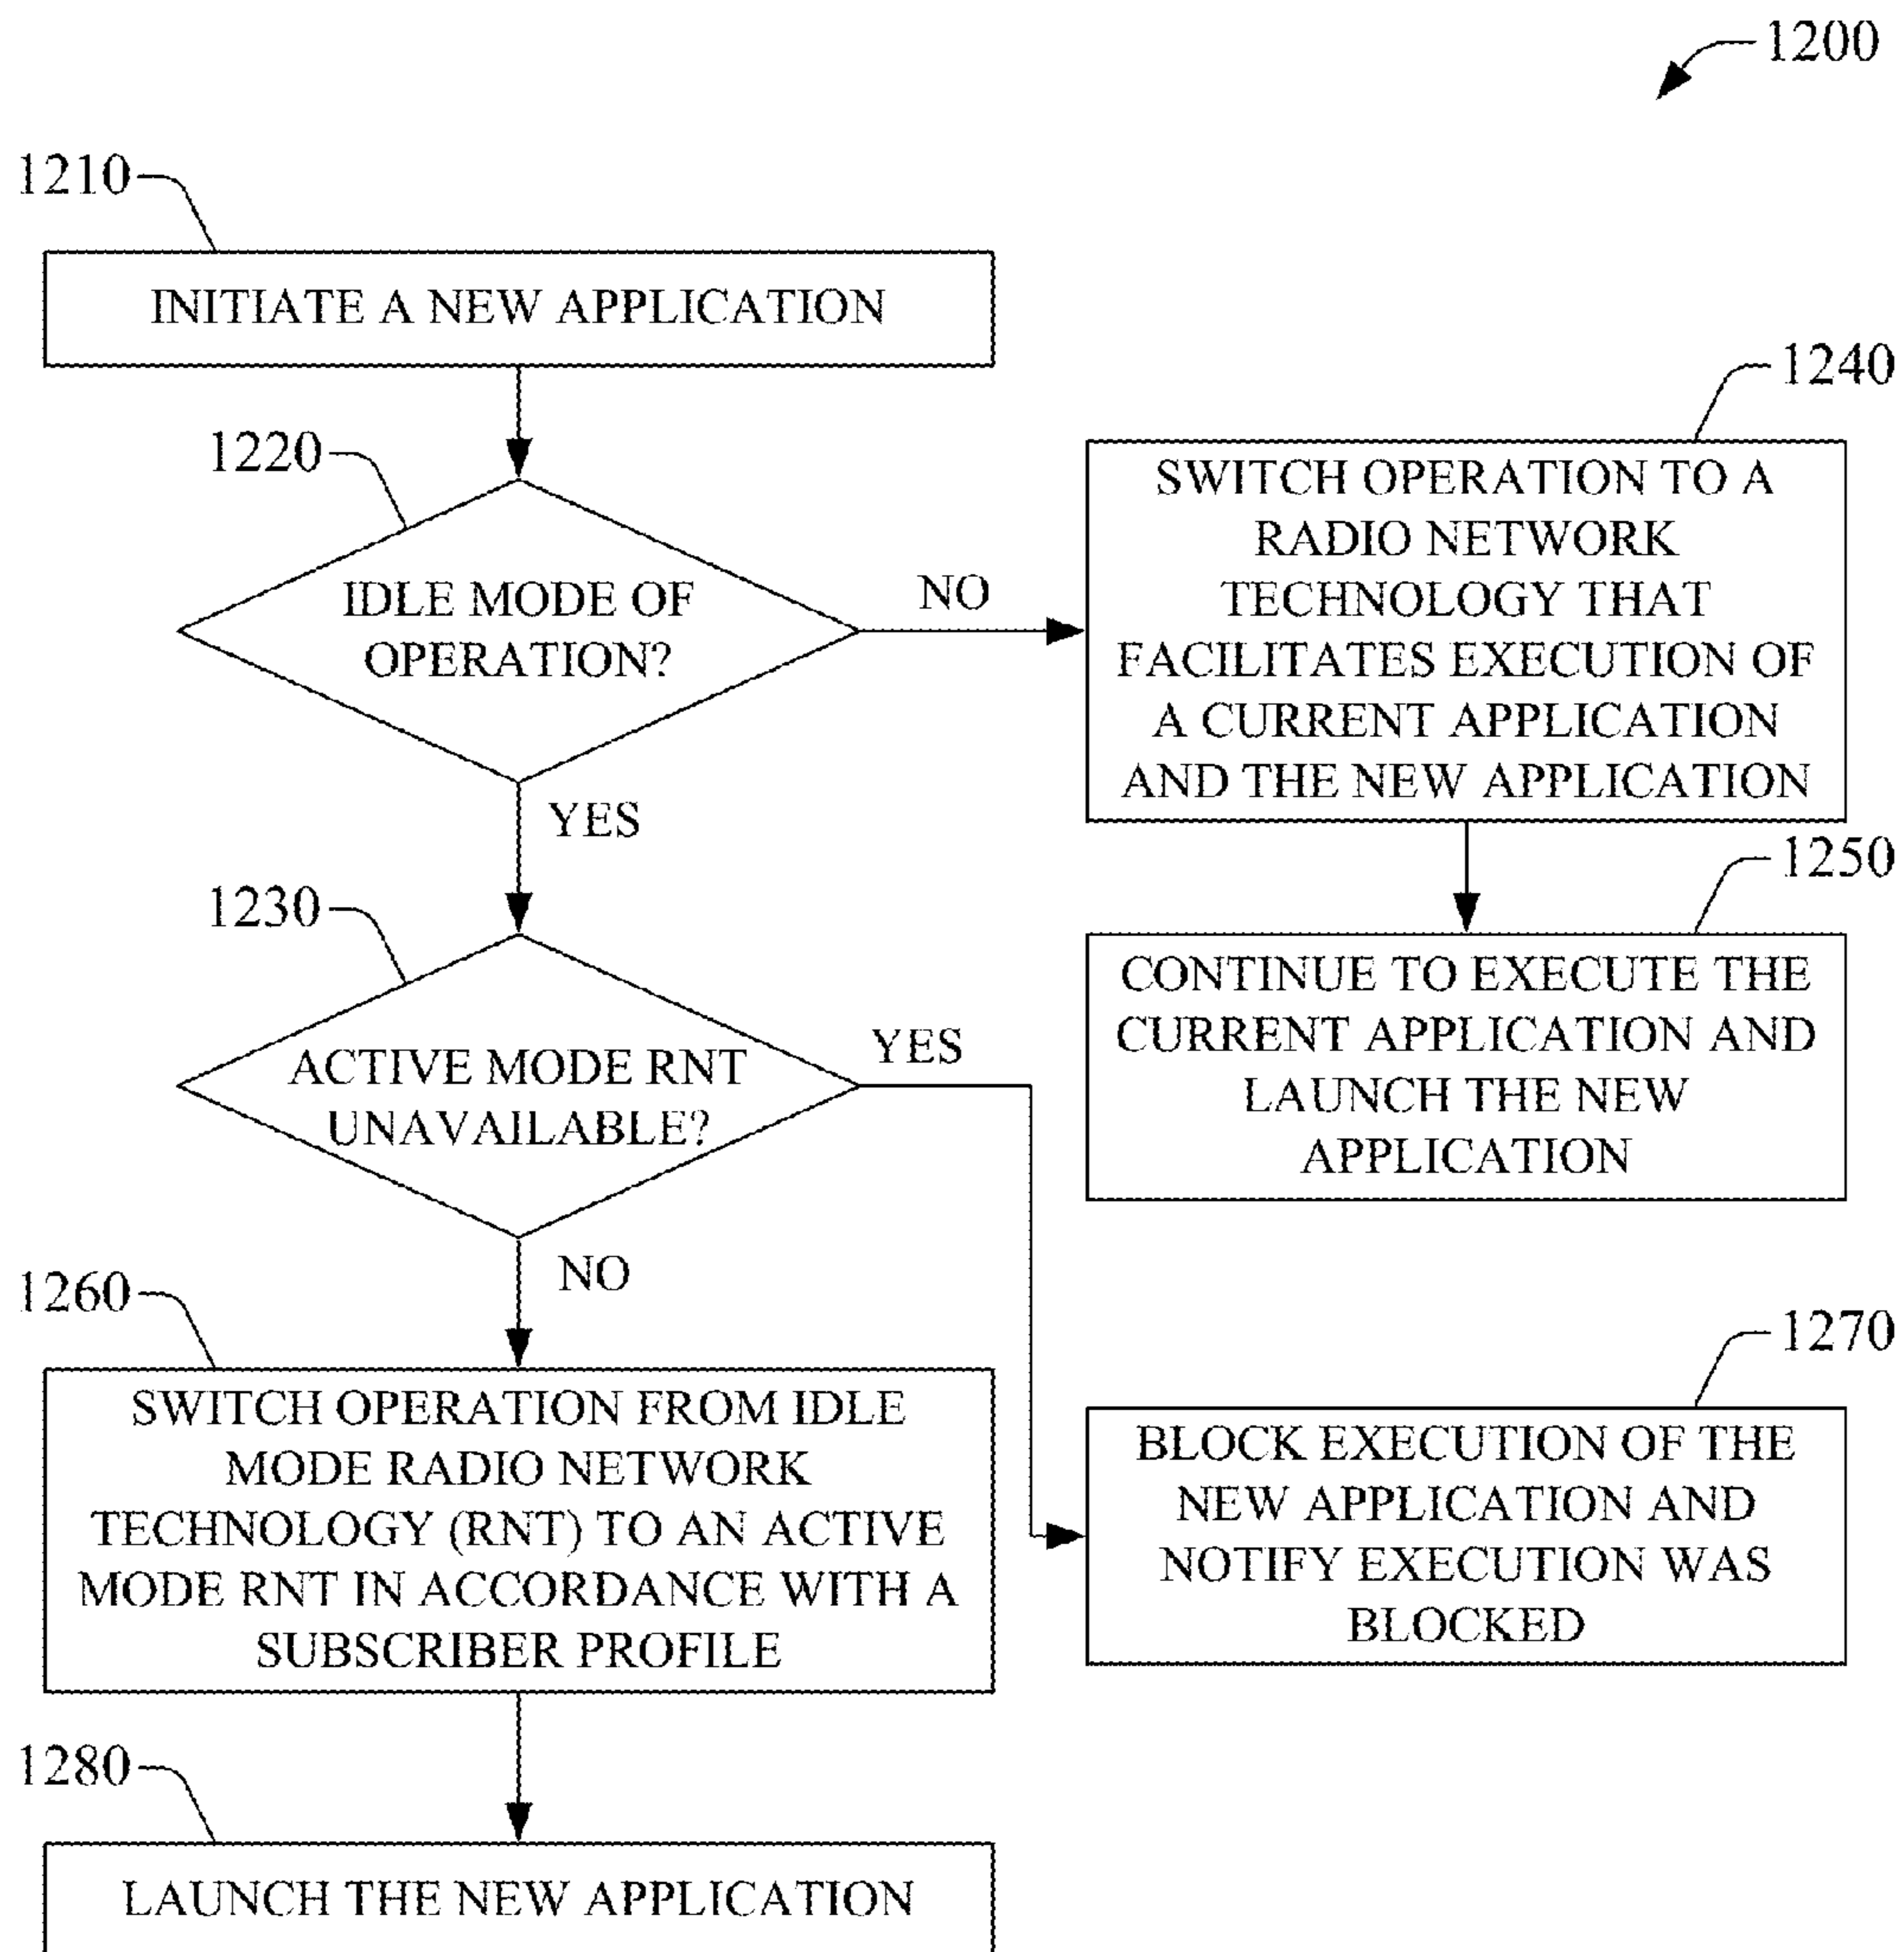 1200
1210
INITIATE A NEW APPLICATION
1220
IDLE MODE OF
OPERATION?
NO
YES
1240
SWITCH OPERATION TO A
RADIO NETWORK
TECHNOLOGY THAT
FACILITATES EXECUTION OF
A CURRENT APPLICATION
AND THE NEW APPLICATION
1250
CONTINUE TO EXECUTE THE
CURRENT APPLICATION AND
LAUNCH THE NEW
APPLICATION
1230
ACTIVE MODE RNT
UNAVAILABLE?
YES
NO
1260
SWITCH OPERATION FROM IDLE
MODE RADIO NETWORK
TECHNOLOGY (RNT) TO AN ACTIVE
MODE RNT IN ACCORDANCE WITH A
SUBSCRIBER PROFILE
1270
BLOCK EXECUTION OF THE
NEW APPLICATION AND
NOTIFY EXECUTION WAS
BLOCKED
1280
LAUNCH THE NEW APPLICATION